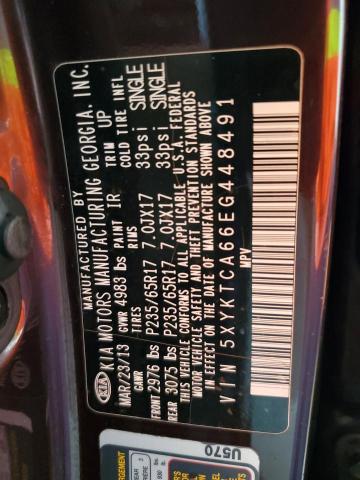 MANUFACTURED BY
KIA KIA MOTORS MANUFACTURING GEORGIA, INC.
MAR/23/13 PAINT IR TRIM UP
GVWR 4983 lbs
GAWR TIRES RIMS COLD TIRE INFL
FRONT 2976 lbs P235/65R17 7.0JX17 33psi SINGLE
REAR 3075 lbs P235/65R17 7.0JX17 33psi SINGLE
THIS VEHICLE CONFORMS TO ALL APPLICABLE U.S.A. FEDERAL
MOTOR VEHICLE SAFETY AND THEFT PREVENTION STANDARDS
IN EFFECT ON THE DATE OF MANUFACTURE SHOWN ABOVE
VIN 5XYKTCA66EG448491
MPV
U570